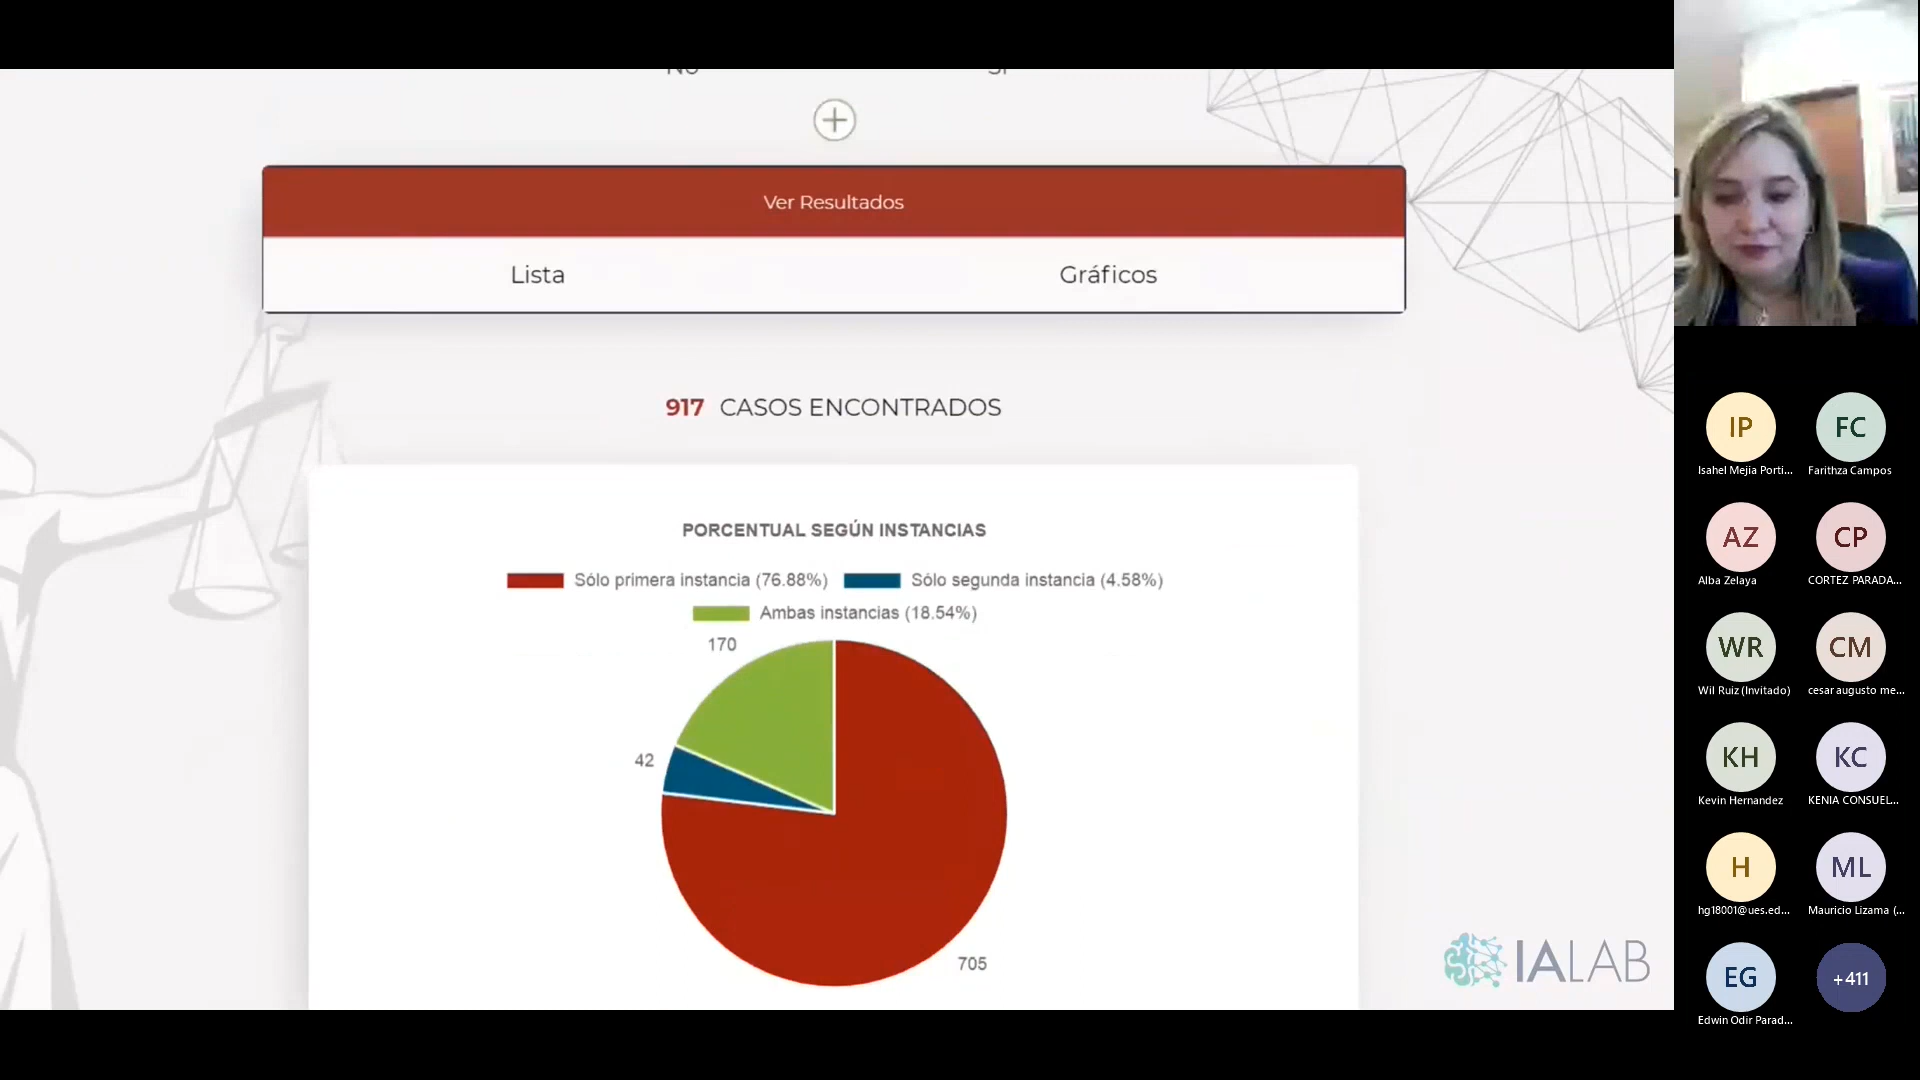 No
Sí
Ver Resultados
Lista
Gráficos
917 CASOS ENCONTRADOS
PORCENTUAL SEGÚN INSTANCIAS
Sólo primera instancia (76.88%)
Sólo segunda instancia (4.58%)
Ambas instancias (18.54%)
170
42
705
IALAB
IP
FC
Isahel Mejia Porti...
Farithza Campos
AZ
CP
Alba Zelaya
CORTEZ PARADA...
WR
CM
Wil Ruiz (Invitado)
cesar augusto me...
KH
KC
Kevin Hernandez
KENIA CONSUEL...
H
ML
hg18001@ues.ed...
Mauricio Lizama (...
EG
+411
Edwin Odir Parad...